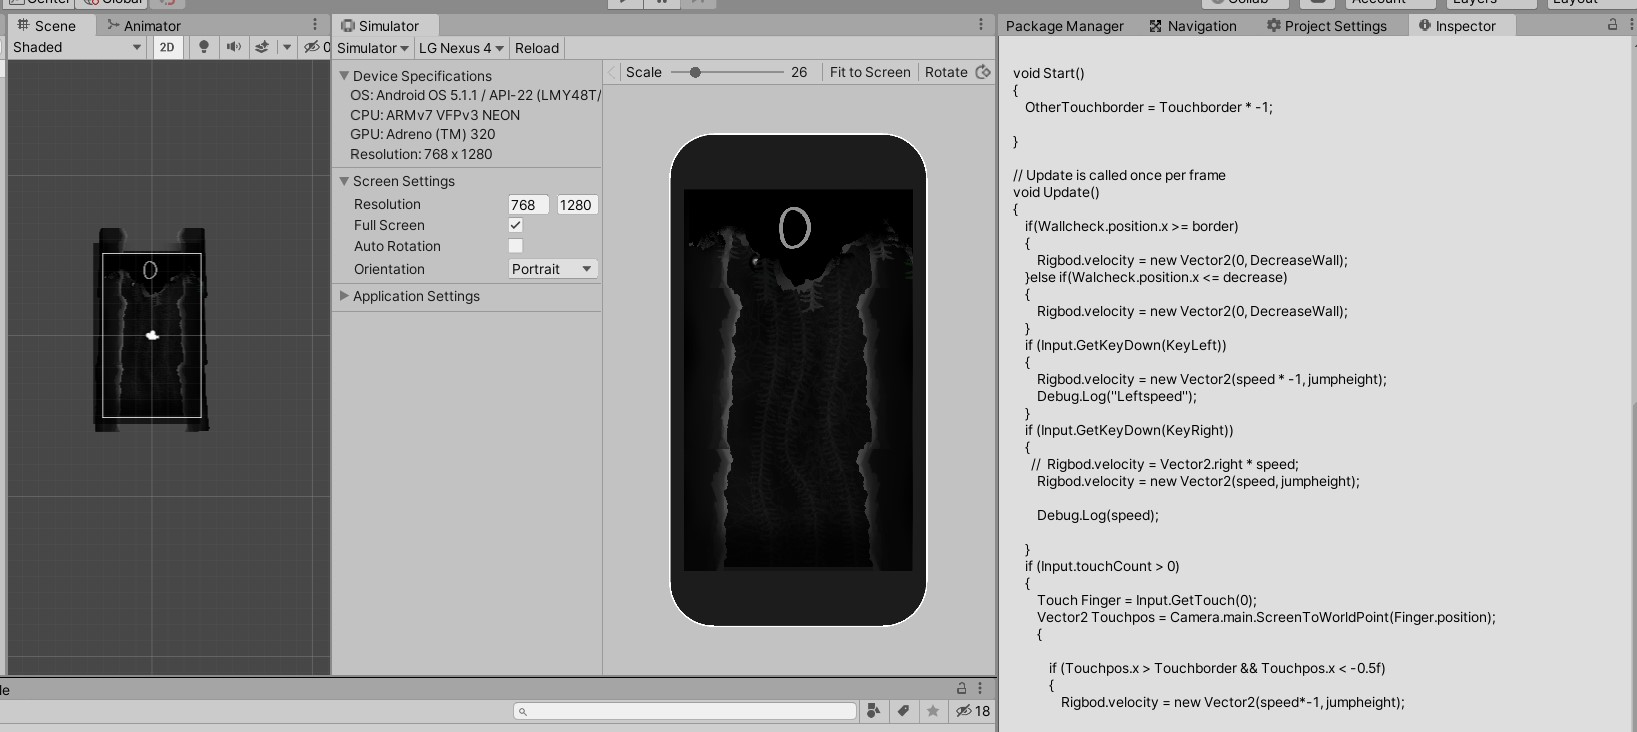 Center
Global
Collab
Account
Layers
Layout
Scene
Animator
Simulator
Package Manager
Navigation
Project Settings
Inspector
Shaded
2D
0
Simulator
LG Nexus 4
Reload
Scale
26
Fit to Screen
Rotate
Device Specifications
OS: Android OS 5.1.1 / API-22 (LMY48T/
CPU: ARMv7 VFPv3 NEON
GPU: Adreno (TM) 320
Resolution: 768 x 1280
Screen Settings
Resolution 768 1280
Full Screen
Auto Rotation
Orientation Portrait
Application Settings
void Start()
{
OtherTouchborder = Touchborder * -1;
}
// Update is called once per frame
void Update()
{
if(Wallcheck.position.x >= border)
{
Rigbod.velocity = new Vector2(0, DecreaseWall);
}else if(Walcheck.position.x <= decrease)
{
Rigbod.velocity = new Vector2(0, DecreaseWall);
}
if (Input.GetKeyDown(KeyLeft))
{
Rigbod.velocity = new Vector2(speed * -1, jumpheight);
Debug.Log("Leftspeed");
}
if (Input.GetKeyDown(KeyRight))
{
// Rigbod.velocity = Vector2.right * speed;
Rigbod.velocity = new Vector2(speed, jumpheight);
Debug.Log(speed);
}
if (Input.touchCount > 0)
{
Touch Finger = Input.GetTouch(0);
Vector2 Touchpos = Camera.main.ScreenToWorldPoint(Finger.position);
{
if (Touchpos.x > Touchborder && Touchpos.x < -0.5f)
{
Rigbod.velocity = new Vector2(speed*-1, jumpheight);
le
18